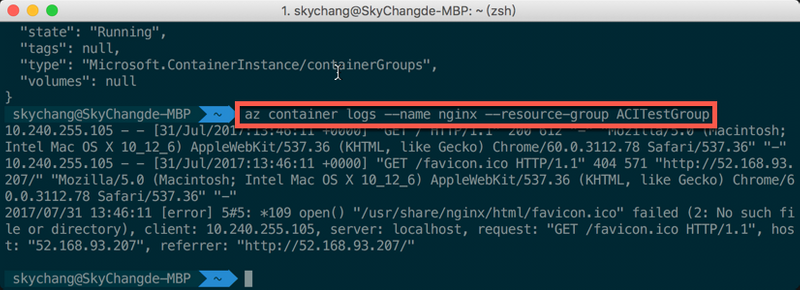 1. skychang@SkyChangde-MBP: ~ (zsh)
"state": "Running",
"tags": null,
"type": "Microsoft.ContainerInstance/containerGroups",
"volumes": null
}
skychang@SkyChangde-MBP ~ az container logs --name nginx --resource-group ACITestGroup
10.240.255.105 - - [31/Jul/2017:13:46:11 +0000] "GET / HTTP/1.1" 200 612 "-" "Mozilla/5.0 (Macintosh;
Intel Mac OS X 10_12_6) AppleWebKit/537.36 (KHTML, like Gecko) Chrome/60.0.3112.78 Safari/537.36" "-"
10.240.255.105 - - [31/Jul/2017:13:46:11 +0000] "GET /favicon.ico HTTP/1.1" 404 571 "http://52.168.93.
207/" "Mozilla/5.0 (Macintosh; Intel Mac OS X 10_12_6) AppleWebKit/537.36 (KHTML, like Gecko) Chrome/6
0.0.3112.78 Safari/537.36" "-"
2017/07/31 13:46:11 [error] 5#5: *109 open() "/usr/share/nginx/html/favicon.ico" failed (2: No such fi
le or directory), client: 10.240.255.105, server: localhost, request: "GET /favicon.ico HTTP/1.1", hos
t: "52.168.93.207", referrer: "http://52.168.93.207/"
skychang@SkyChangde-MBP ~